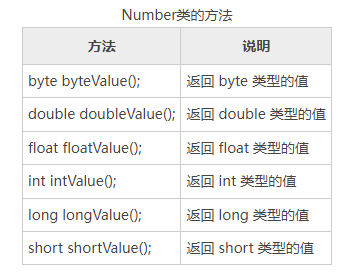 Number类的方法
方法 说明
byte byteValue(); 返回 byte 类型的值
double doubleValue(); 返回 double 类型的值
float floatValue(); 返回 float 类型的值
int intValue(); 返回 int 类型的值
long longValue(); 返回 long 类型的值
short shortValue(); 返回 short 类型的值